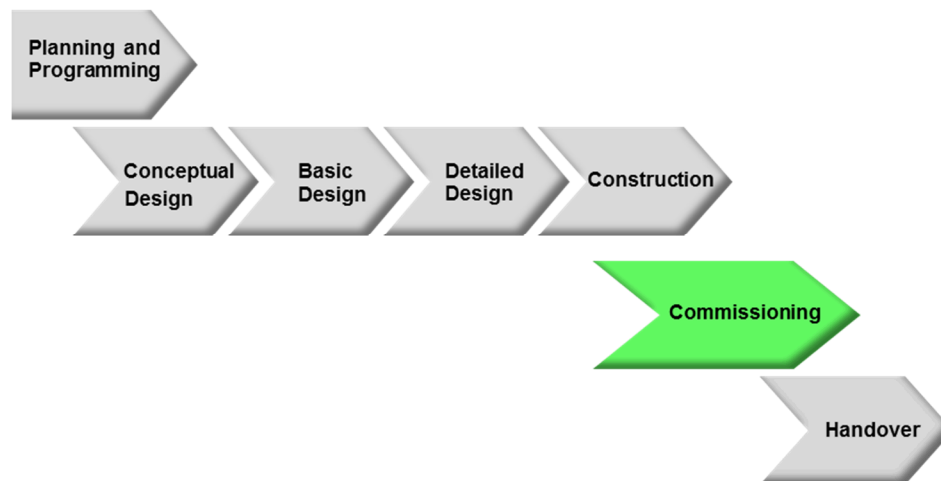 Planning and
Programming
Conceptual
Design
Basic
Design
Detailed
Design
Construction
Commissioning
Handover